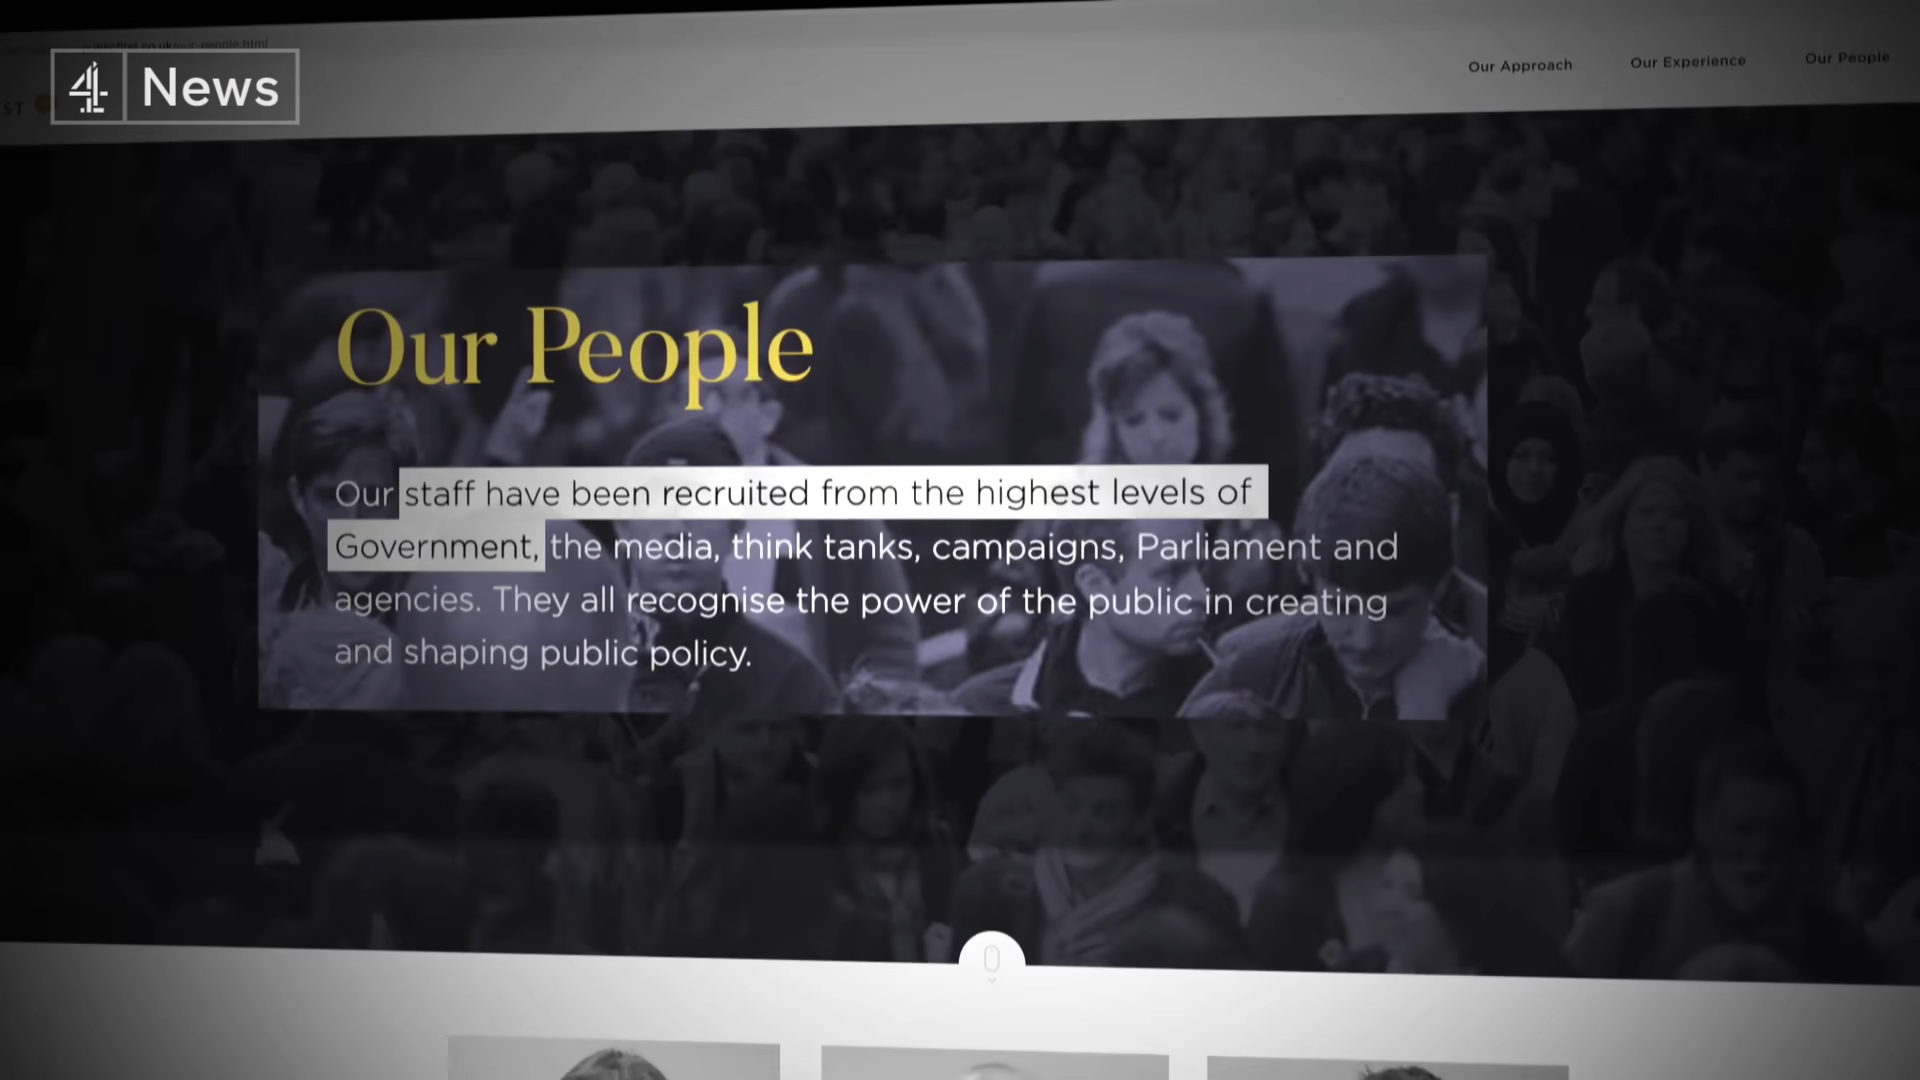 4 News
ST
Our Approach
Our Experience
Our People
Our People
Our staff have been recruited from the highest levels of
Government, the media, think tanks, campaigns, Parliament and
agencies. They all recognise the power of the public in creating
and shaping public policy.